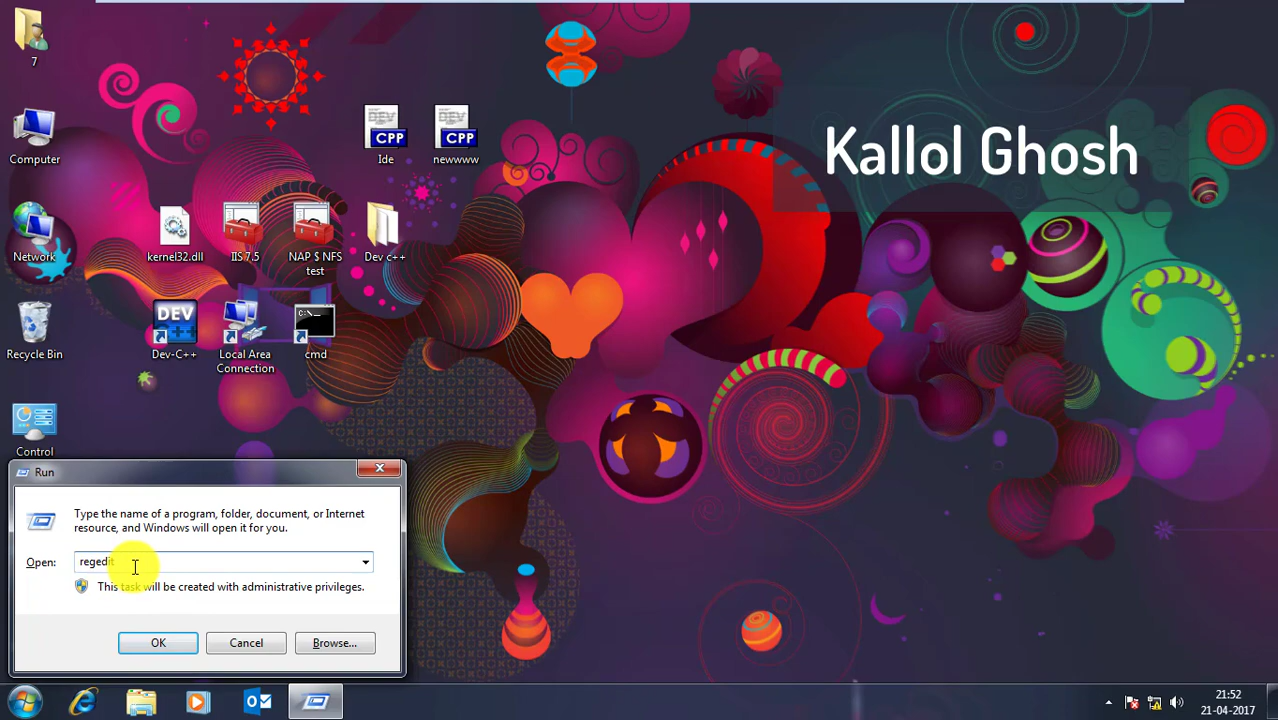 7
Computer
Network
Recycle Bin
Control
DEV
CPP
Ide
DEV
CPP
newwww
kernel32.dll
IIS 7.5
NAP $ NFS
test
Dev c++
DEV
C++
Dev-C++
Local Area
Connection
C:\_
cmd
Kallol Ghosh
Run
Type the name of a program, folder, document, or Internet
resource, and Windows will open it for you.
Open:
regedit
This task will be created with administrative privileges.
OK
Cancel
Browse...
21:52
21-04-2017